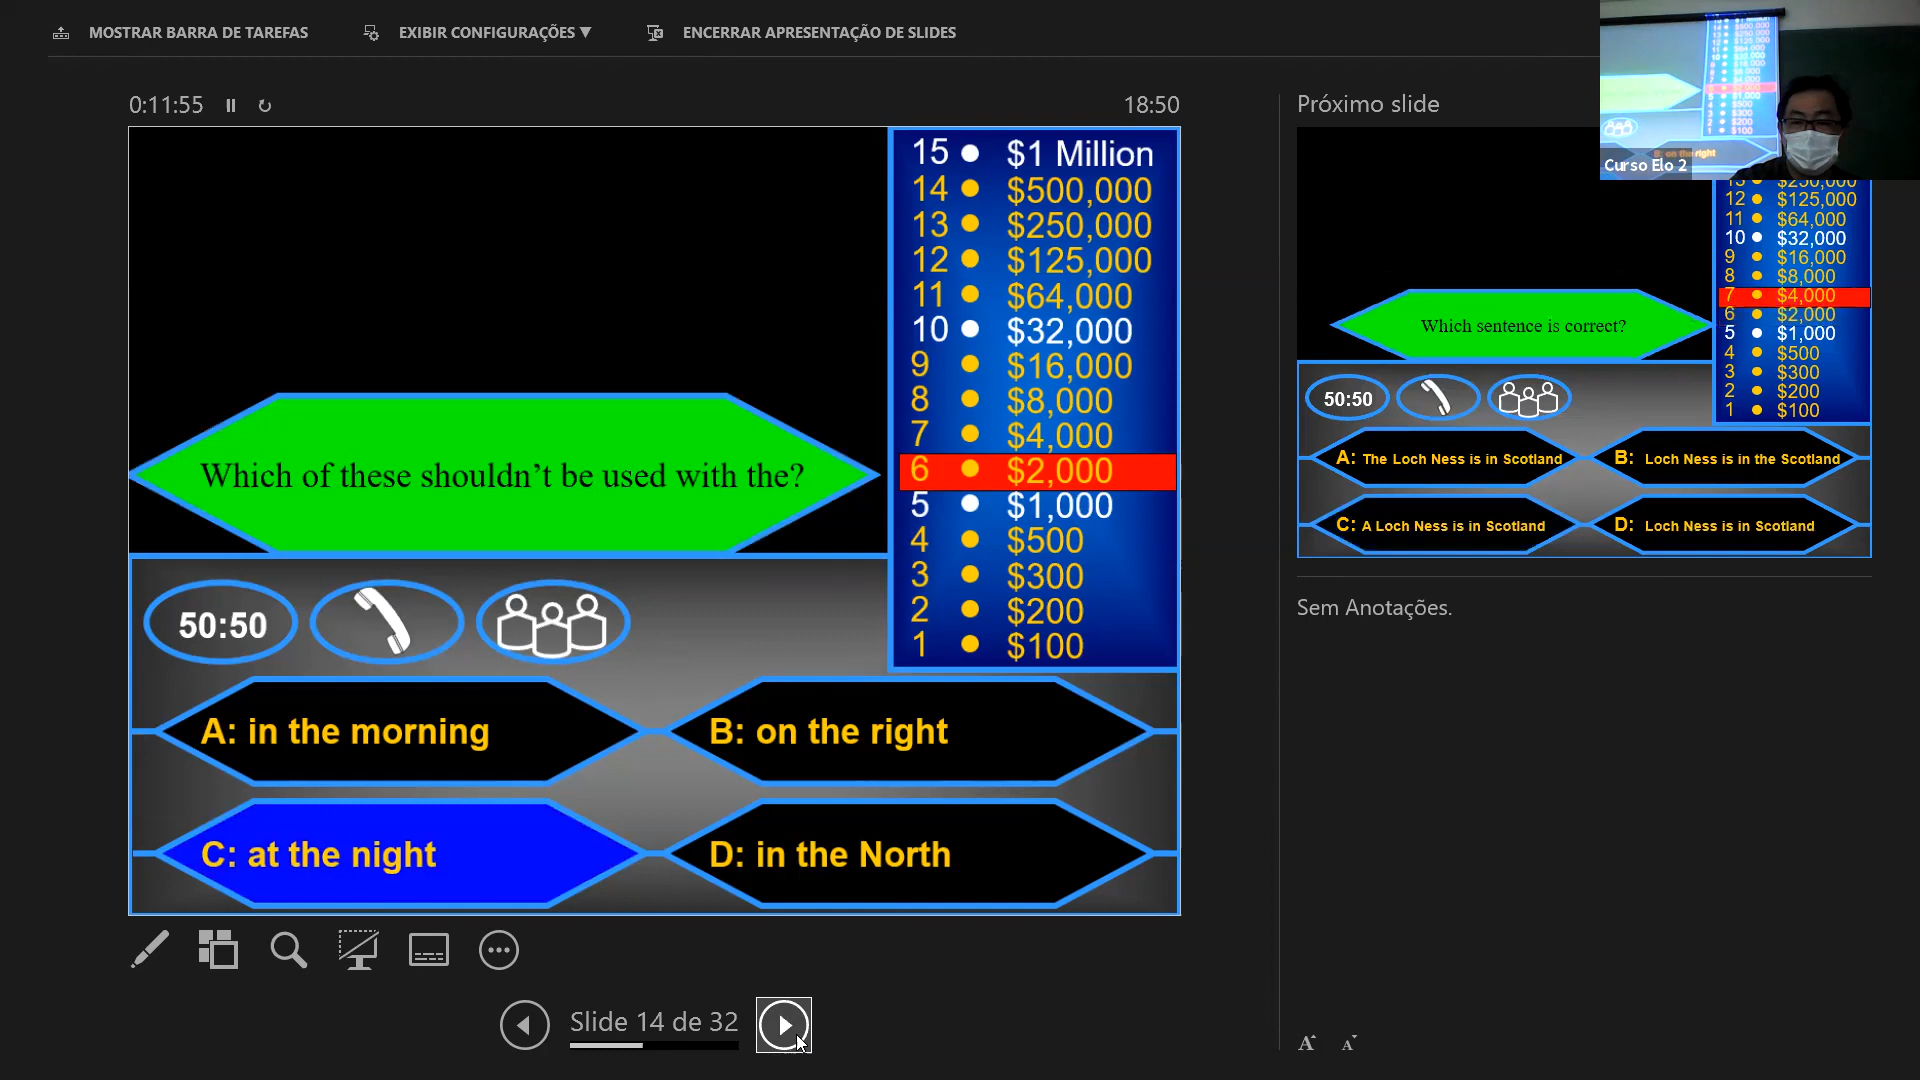 MOSTRAR BARRA DE TAREFAS
EXIBIR CONFIGURAÇÕES ▼
ENCERRAR APRESENTAÇÃO DE SLIDES
0:11:55
18:50
15 • $1 Million
14 • $500,000
13 • $250,000
12 • $125,000
11 • $64,000
10 • $32,000
9 • $16,000
8 • $8,000
7 • $4,000
6 • $2,000
5 • $1,000
4 • $500
3 • $300
2 • $200
1 • $100
Which of these shouldn't be used with the?
50:50
A: in the morning
B: on the right
C: at the night
D: in the North
Slide 14 de 32
Próximo slide
Curso Elo 2
B: on the right
13 • $250,000
12 • $125,000
11 • $64,000
10 • $32,000
9 • $16,000
8 • $8,000
7 • $4,000
6 • $2,000
5 • $1,000
4 • $500
3 • $300
2 • $200
1 • $100
Which sentence is correct?
50:50
A: The Loch Ness is in Scotland
B: Loch Ness is in the Scotland
C: A Loch Ness is in Scotland
D: Loch Ness is in Scotland
Sem Anotações.
A A